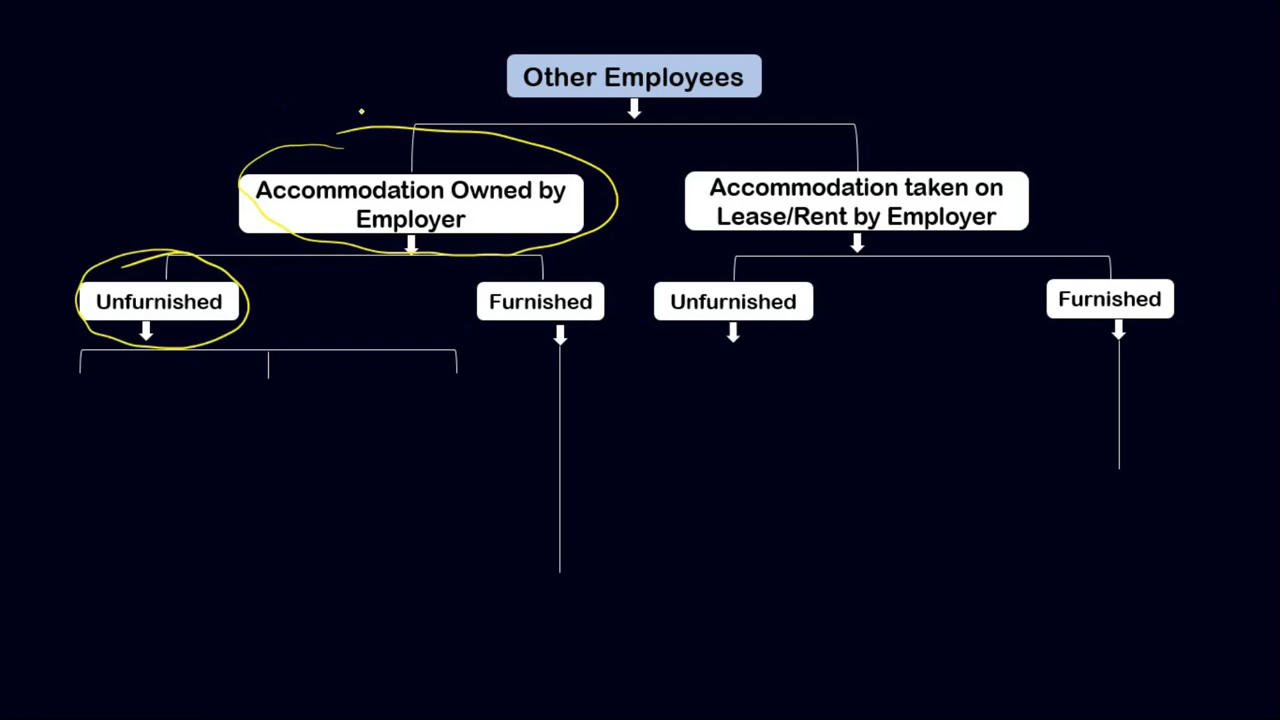 Other Employees
Accommodation Owned by
Employer
Accommodation taken on
Lease/Rent by Employer
Unfurnished
Furnished
Unfurnished
Furnished